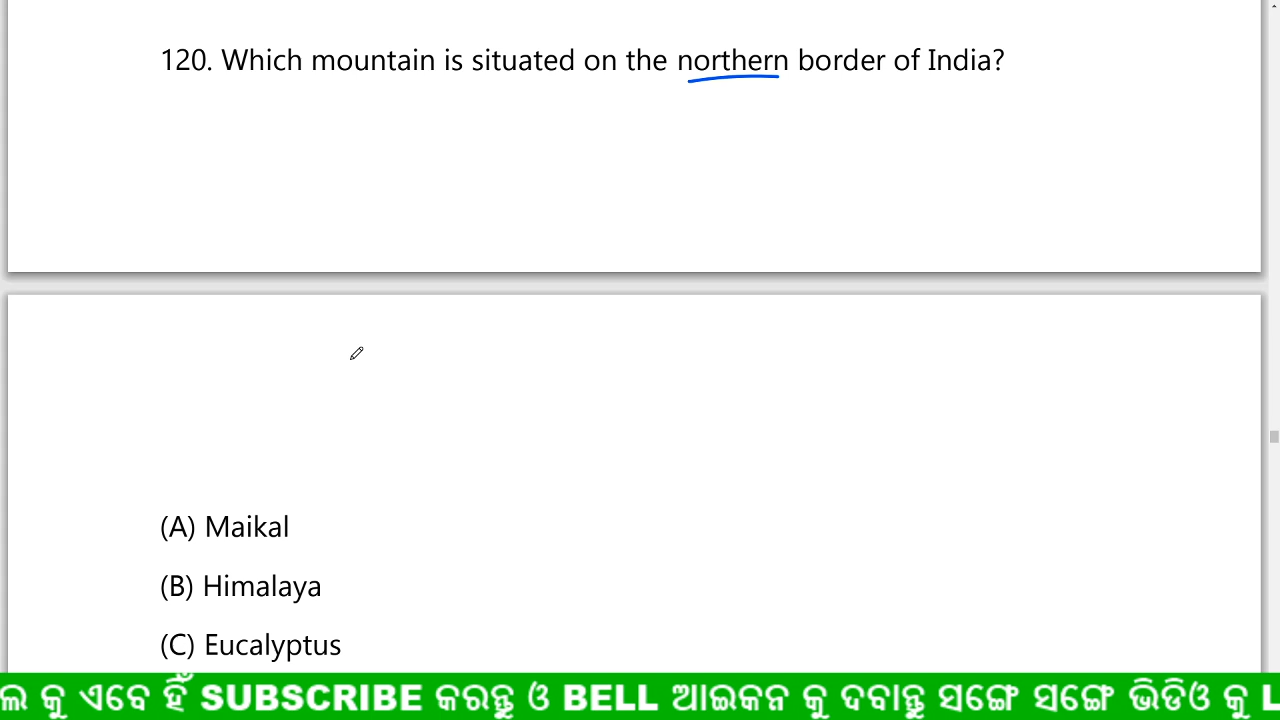 120. Which mountain is situated on the northern border of India?
(A) Maikal
(B) Himalaya
(C) Eucalyptus
ଲ କୁ ଏବେ ହିଁ SUBSCRIBE କରନ୍ତୁ ଓ BELL ଆଇକନ କୁ ଦବାନ୍ତୁ ସଙ୍ଗେ ସଙ୍ଗେ ଭିଡିଓ କୁ L